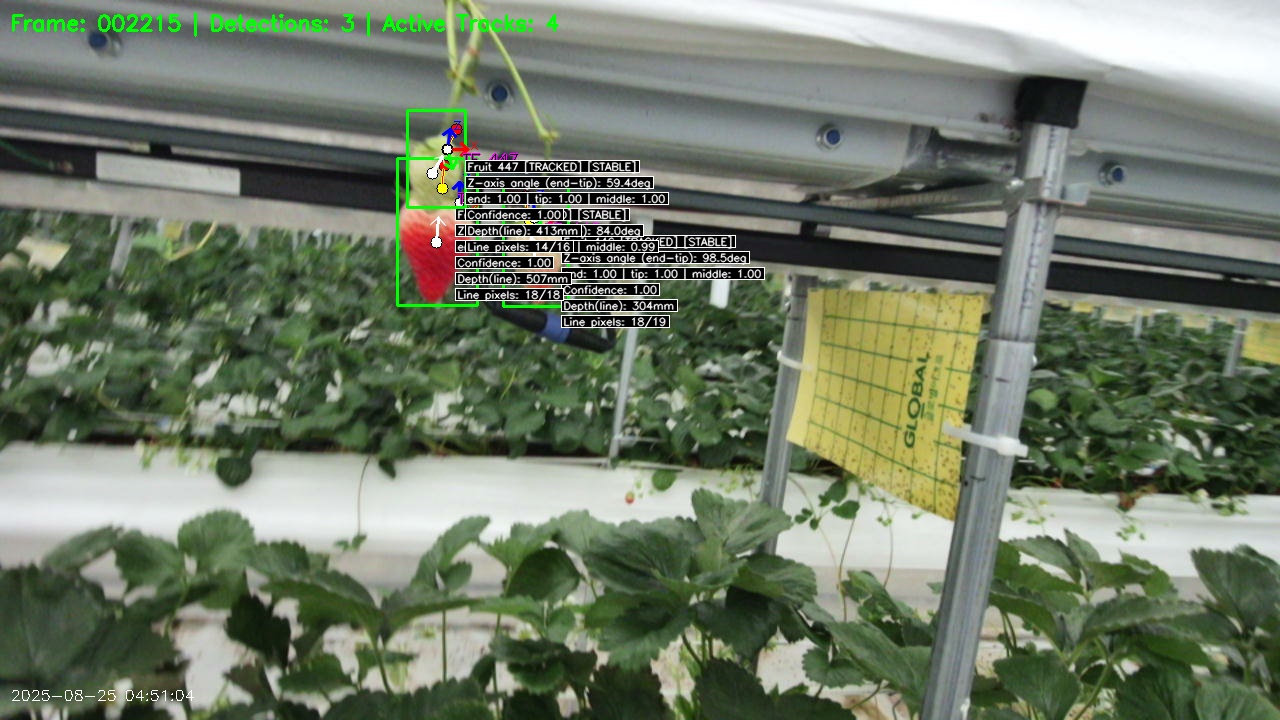 Frame: 002215 | Detections: 3 | Active Tracks: 4
Fruit 447 [TRACKED] [STABLE]
Z-axis angle (end-tip): 59.4deg
end: 1.00 | tip: 1.00 | middle: 1.00
Confidence: 1.00
[STABLE]
Depth(line): 413mm
84.0deg
[STABLE]
Line pixels: 14/16
middle: 0.99
Z-axis angle (end-tip): 98.5deg
Confidence: 1.00
tip: 1.00 | middle: 1.00
Depth(line): 507mm
Confidence: 1.00
Line pixels: 18/18
Depth(line): 304mm
Line pixels: 18/19
GLOBAL
2025-08-25 04:51:04